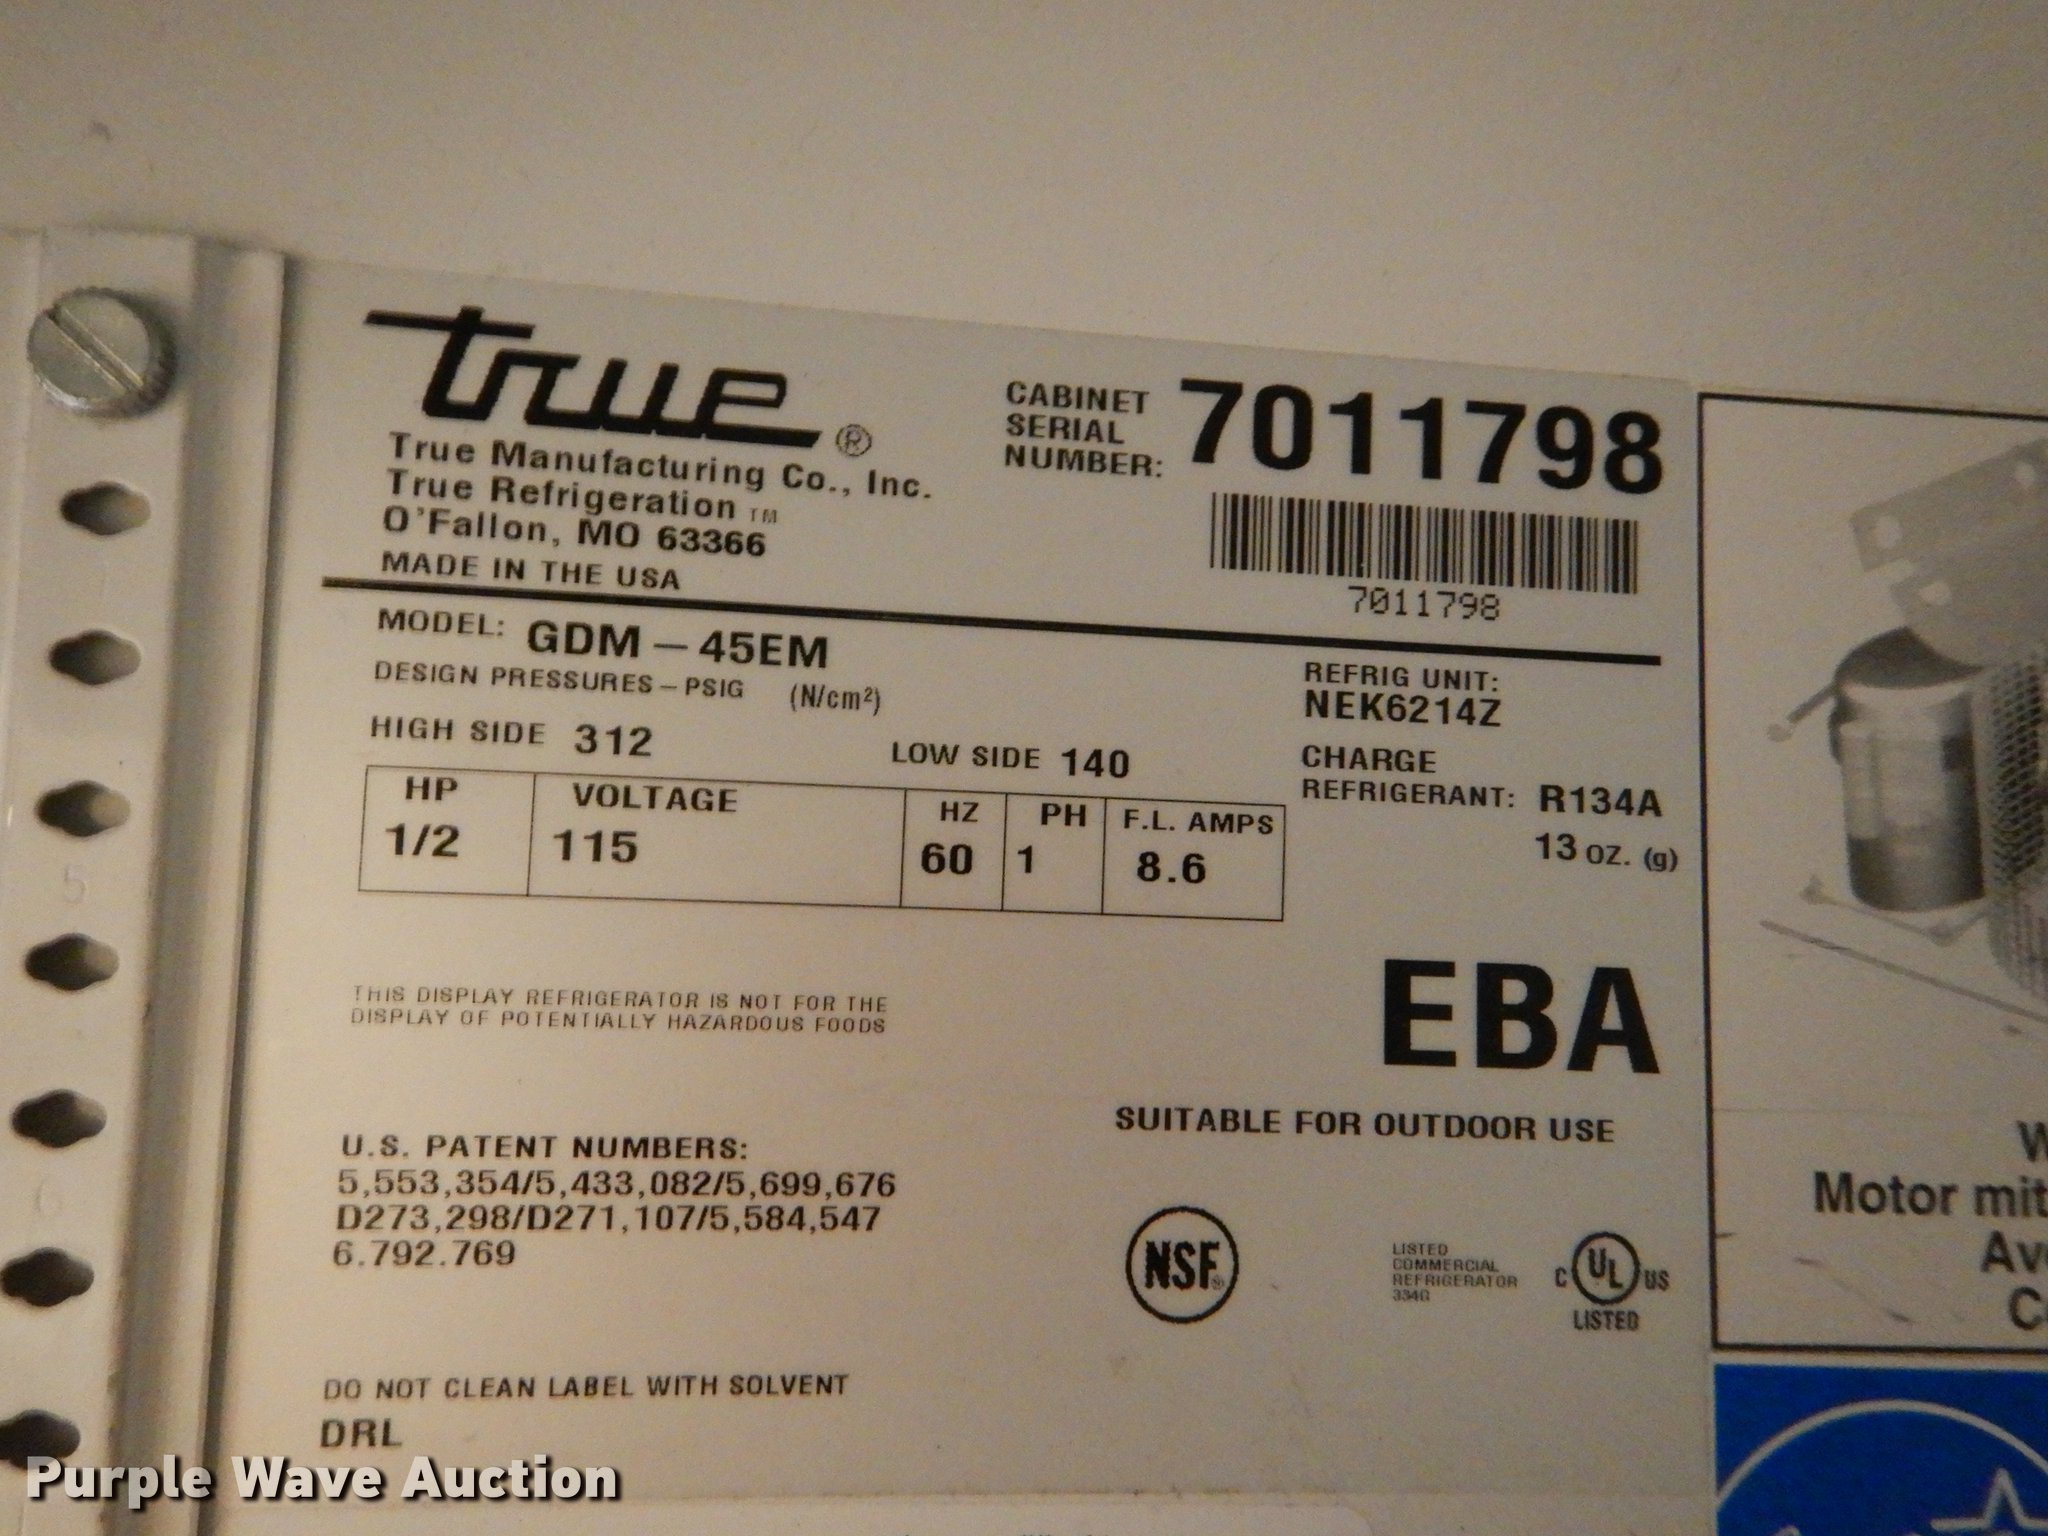 true®
True Manufacturing Co., Inc.
True Refrigeration TM
O'Fallon, MO 63366
MADE IN THE USA
CABINET
SERIAL
NUMBER: 7011798
7011798
MODEL: GDM-45EM
DESIGN PRESSURES-PSIG (N/cm²)
HIGH SIDE 312 LOW SIDE 140
REFRIG UNIT:
NEK6214Z
CHARGE
REFRIGERANT: R134A
13 oz. (g)
HP VOLTAGE HZ PH F.L. AMPS
1/2 115 60 1 8.6
THIS DISPLAY REFRIGERATOR IS NOT FOR THE
DISPLAY OF POTENTIALLY HAZARDOUS FOODS
EBA
SUITABLE FOR OUTDOOR USE
U.S. PATENT NUMBERS:
5,553,354/5,433,082/5,699,676
D273,298/D271,107/5,584,547
6.792.769
NSF®
LISTED
COMMERCIAL
REFRIGERATOR
C UL US
LISTED
DO NOT CLEAN LABEL WITH SOLVENT
DRL
Motor mit
Purple Wave Auction